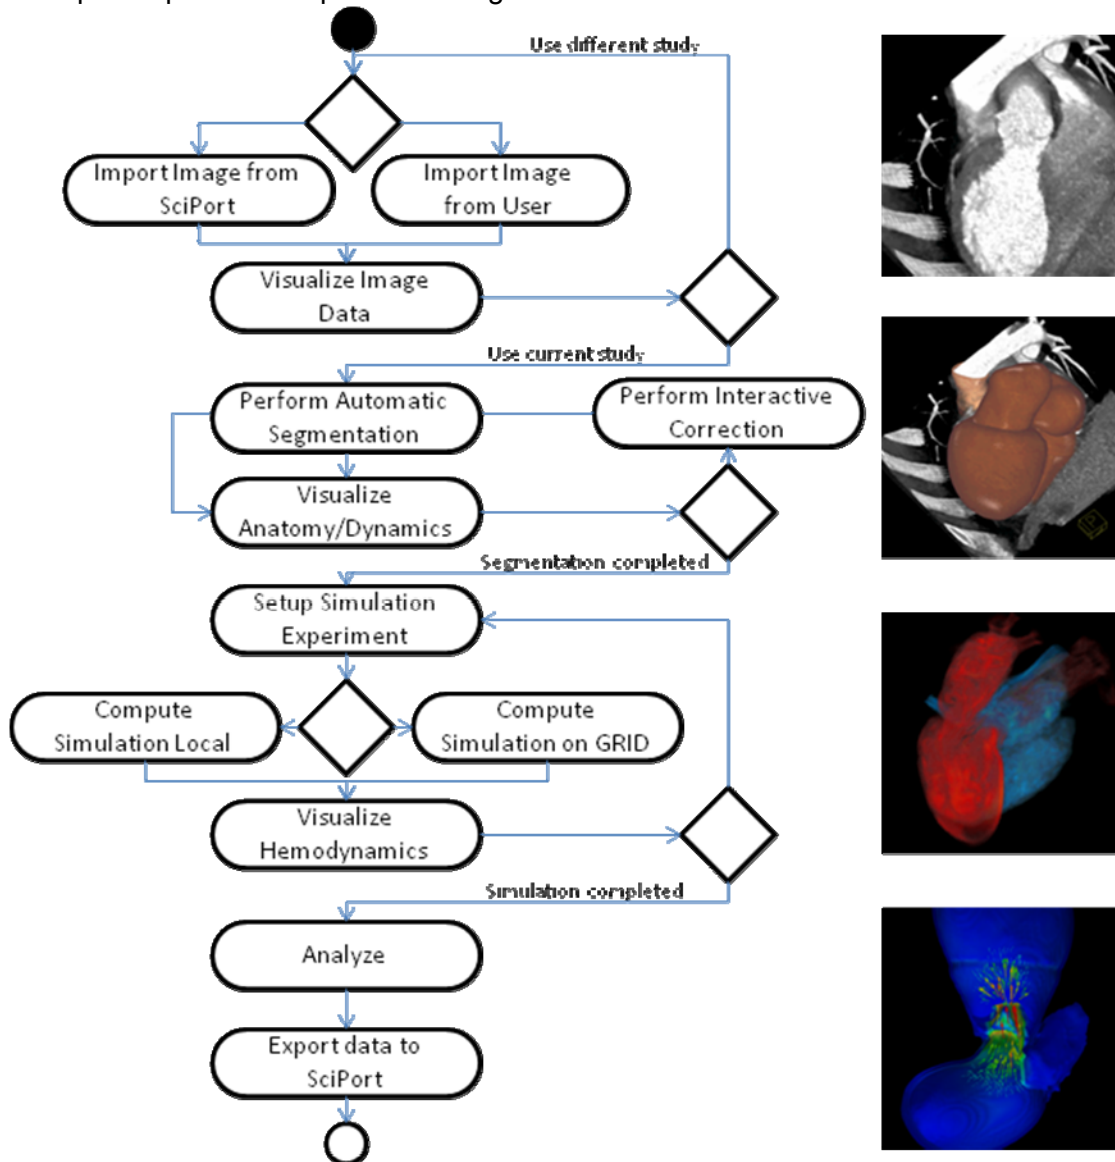 Use different study
Import Image from
SciPort
Import Image
from User
Visualize Image
Data
Use current study
Perform Automatic
Segmentation
Perform Interactive
Correction
Visualize
Anatomy/Dynamics
Segmentation completed
Setup Simulation
Experiment
Compute
Simulation Local
Compute
Simulation on GRID
Visualize
Hemodynamics
Simulation completed
Analyze
Export data to
SciPort